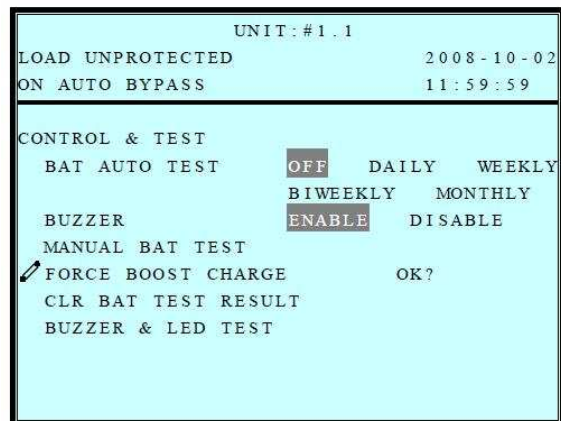 UNIT:#1.1
LOAD UNPROTECTED 2008-10-02
ON AUTO BYPASS 11:59:59
CONTROL & TEST
BAT AUTO TEST OFF DAILY WEEKLY
BIWEEKLY MONTHLY
BUZZER ENABLE DISABLE
MANUAL BAT TEST
FORCE BOOST CHARGE OK?
CLR BAT TEST RESULT
BUZZER & LED TEST